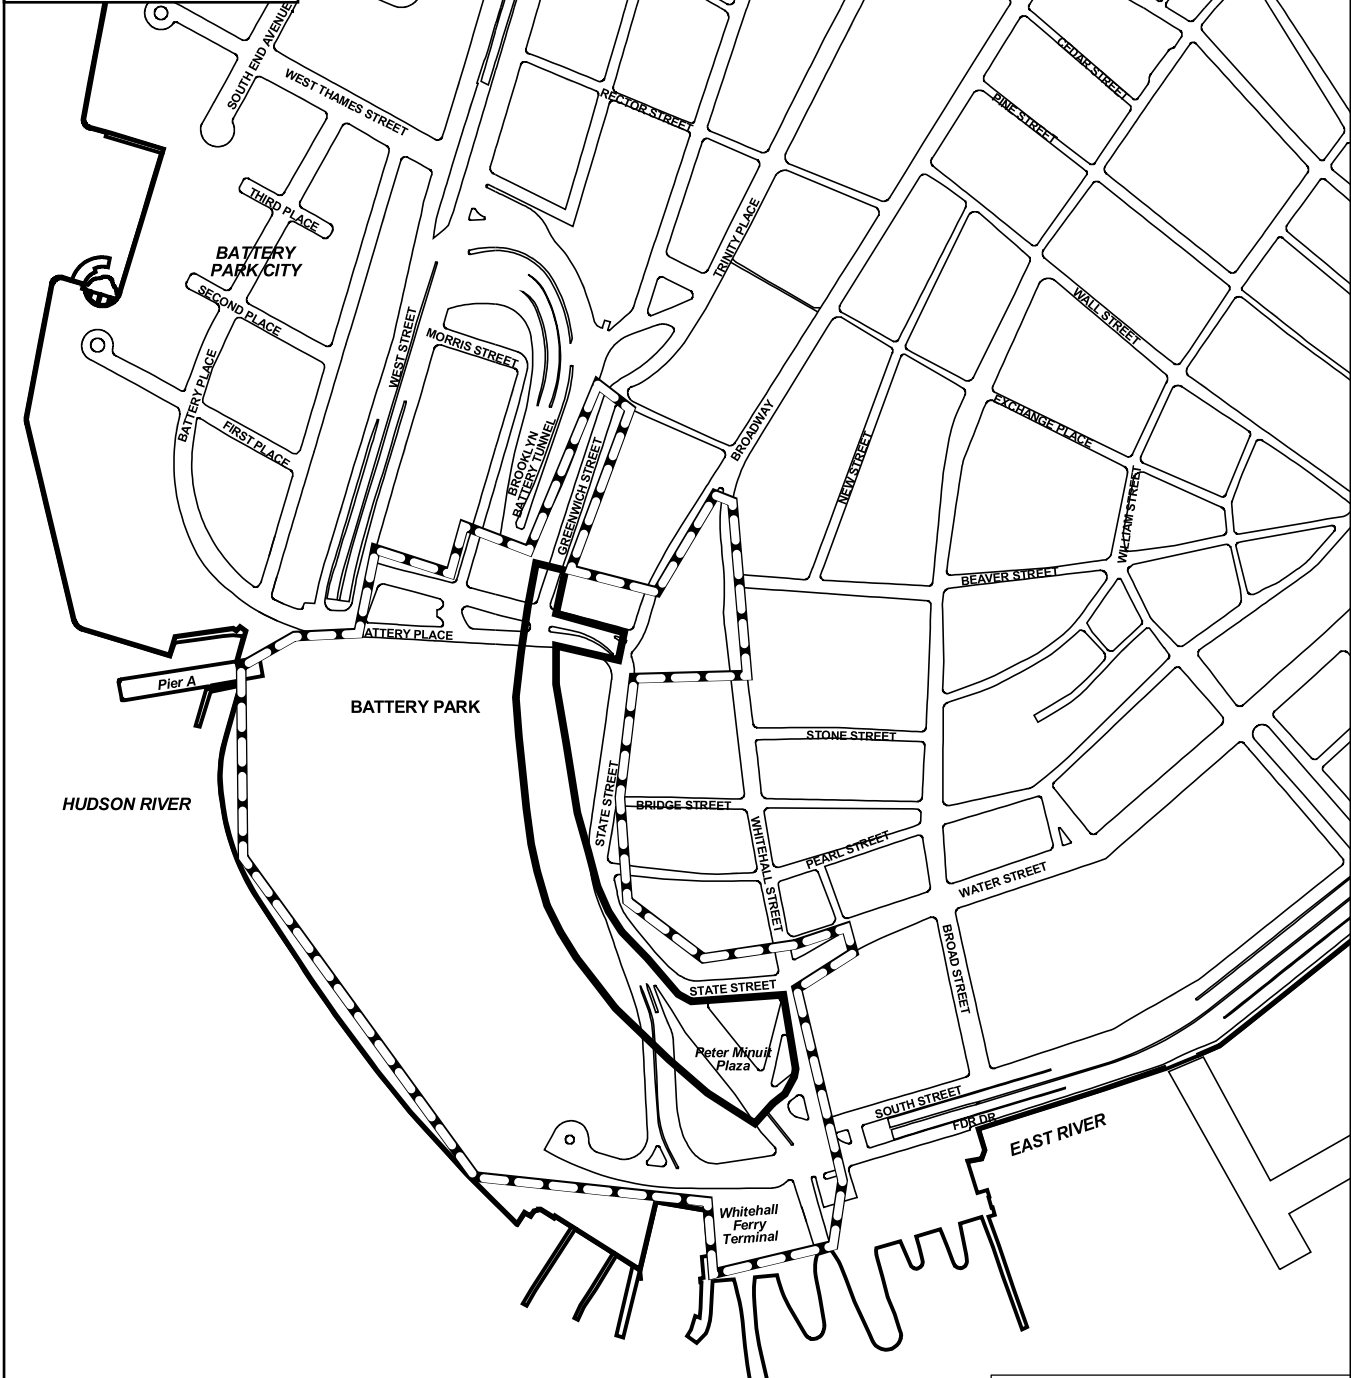 SOUTH END AVENUE
WEST THAMES STREET
RECTOR STREET
CEDAR STREET
PINE STREET
THIRD PLACE
TRINITY PLACE
BATTERY
PARK CITY
SECOND PLACE
WEST STREET
MORRIS STREET
WALL STREET
BATTERY PLACE
FIRST PLACE
BROOKLYN
BATTERY TUNNEL
GREENWICH STREET
BROADWAY
NEW STREET
EXCHANGE PLACE
WILLIAM STREET
BEAVER STREET
ATTERY PLACE
Pier A
BATTERY PARK
STONE STREET
HUDSON RIVER
STATE STREET
BRIDGE STREET
WHITEHALL STREET
PEARL STREET
WATER STREET
BROAD STREET
STATE STREET
Peter Minuit
Plaza
SOUTH STREET
FDR DR
EAST RIVER
Whitehall
Ferry
Terminal